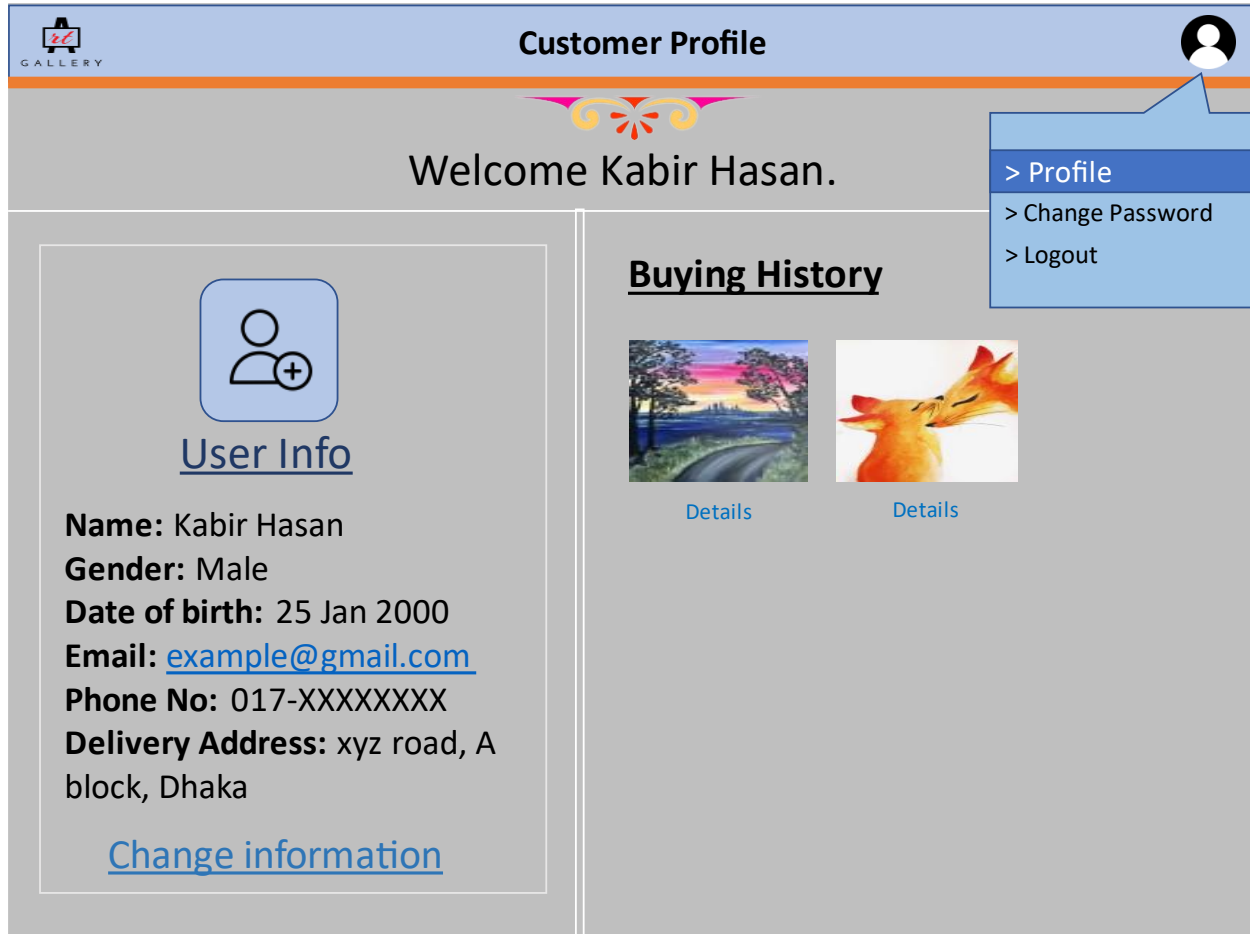 rt
GALLERY
Customer Profile
Welcome Kabir Hasan.
> Profile
> Change Password
> Logout
User Info
Name: Kabir Hasan
Gender: Male
Date of birth: 25 Jan 2000
Email: example@gmail.com
Phone No: 017-XXXXXXXX
Delivery Address: xyz road, A
block, Dhaka
Change information
Buying History
Details
Details